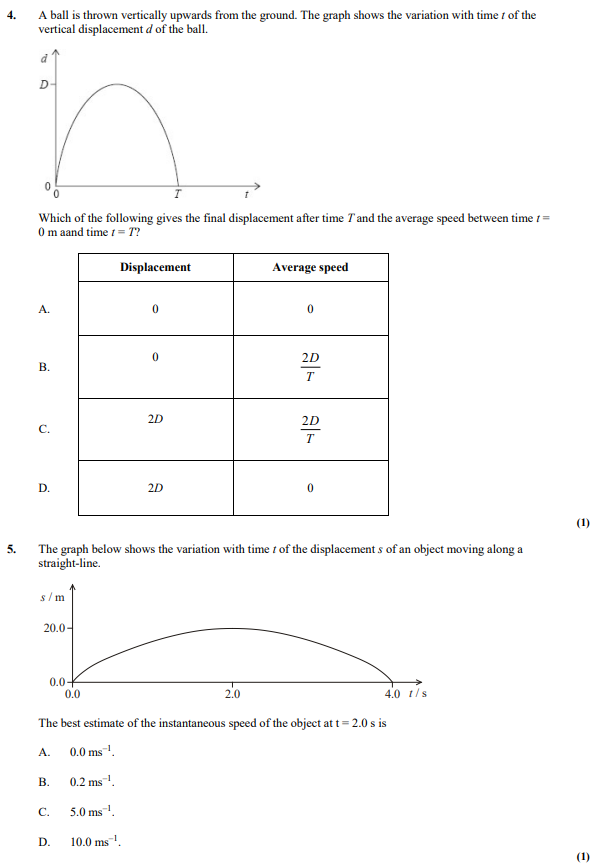 4. A ball is thrown vertically upwards from the ground. The graph shows the variation with time t of the
vertical displacement d of the ball.
d
D
0
0 T t
Which of the following gives the final displacement after time T and the average speed between time t =
0 m aand time t = T?
Displacement Average speed
A. 0 0
B. 0 2D/T
C. 2D 2D/T
D. 2D 0
(1)
5. The graph below shows the variation with time t of the displacement s of an object moving along a
straight-line.
s / m
20.0
0.0
0.0 2.0 4.0 t / s
The best estimate of the instantaneous speed of the object at t = 2.0 s is
A. 0.0 ms⁻¹.
B. 0.2 ms⁻¹.
C. 5.0 ms⁻¹.
D. 10.0 ms⁻¹.
(1)